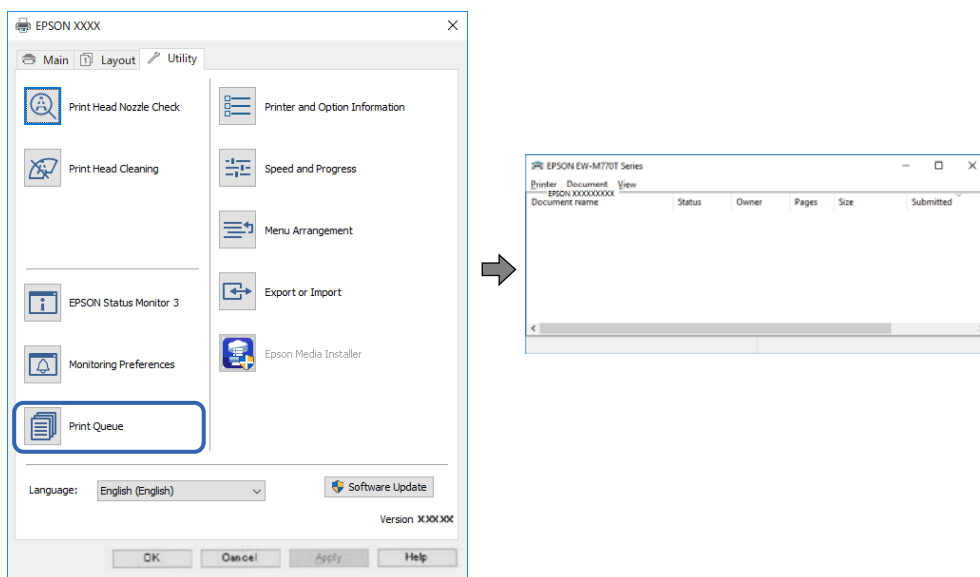 EPSON XXXX
Main Layout Utility
Print Head Nozzle Check
Print Head Cleaning
EPSON Status Monitor 3
Monitoring Preferences
Print Queue
Printer and Option Information
Speed and Progress
Menu Arrangement
Export or Import
Epson Media Installer
Language: English (English)
Software Update
Version X.XX.XX
OK Cancel Apply Help
EPSON EW-M770T Series
Printer Document View
EPSON XXXXXXXXX
Document Name Status Owner Pages Size Submitted